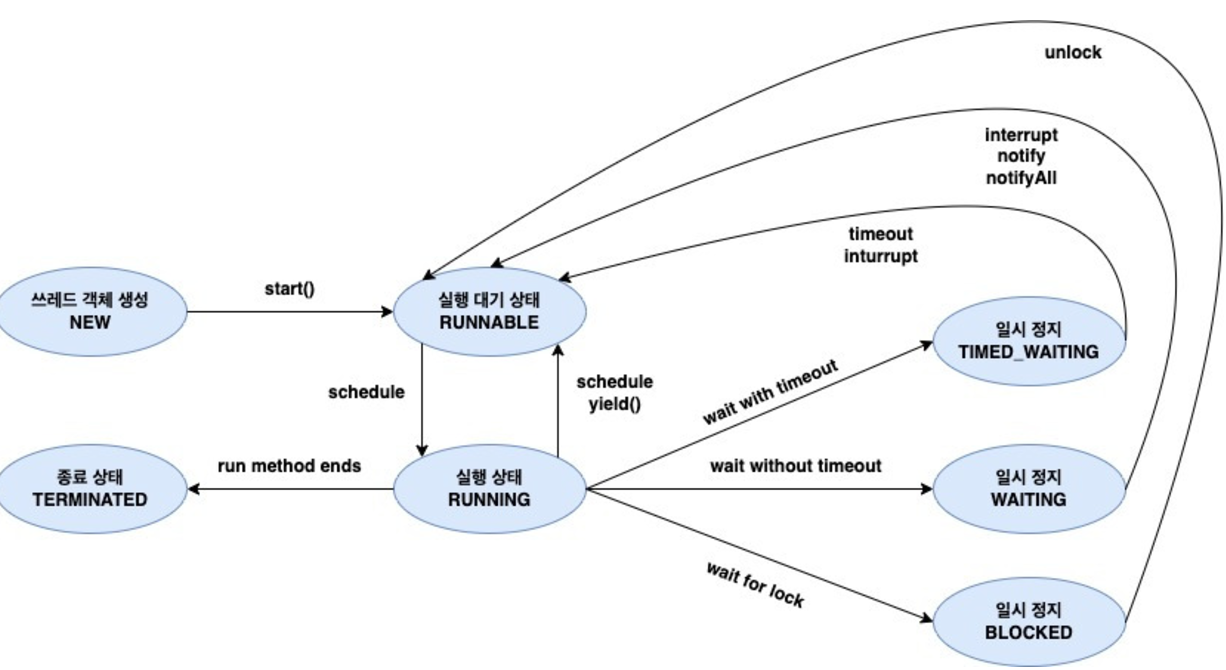 unlock
interrupt
notify
notifyAll
timeout
inturrupt
쓰레드 객체 생성
NEW
start()
실행 대기 상태
RUNNABLE
일시 정지
TIMED_WAITING
schedule
schedule
yield()
wait with timeout
종료 상태
TERMINATED
run method ends
실행 상태
RUNNING
wait without timeout
일시 정지
WAITING
wait for lock
일시 정지
BLOCKED